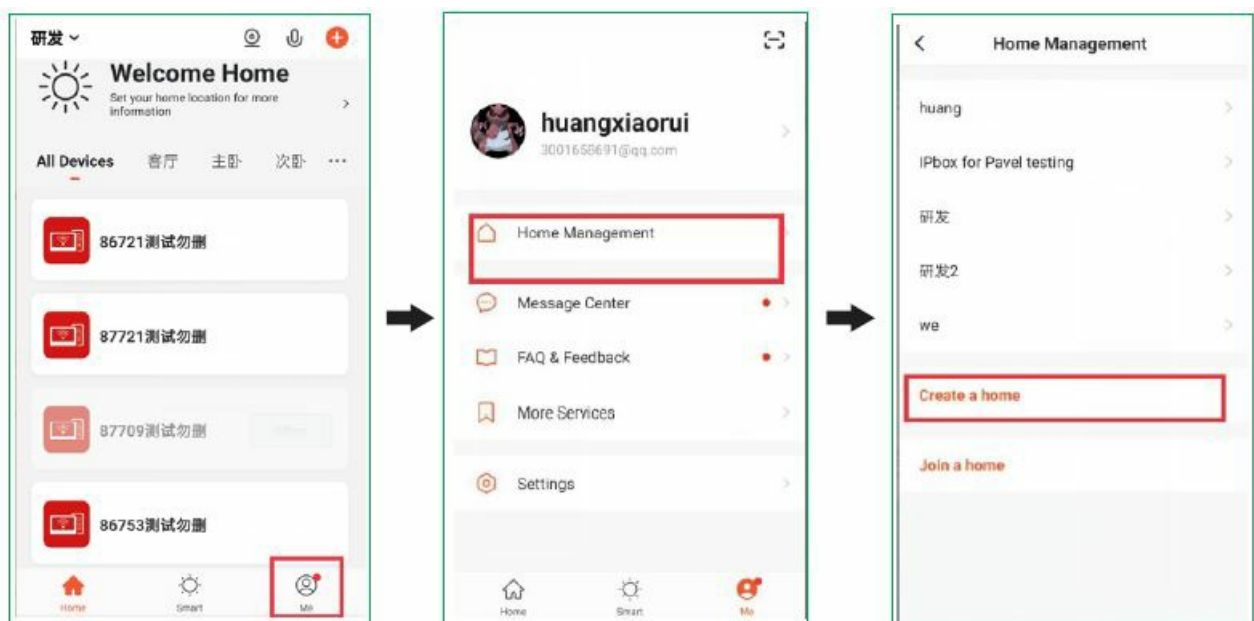 研发
Welcome Home
Set your home location for more
information
All Devices 客厅 主卧 次卧 ...
86721测试勿删
87721测试勿删
87709测试勿删
86753测试勿删
Home Smart Me
huangxiaorui
3001658691@qq.com
Home Management
Message Center
FAQ & Feedback
More Services
Settings
Home Smart Me
Home Management
huang
IPbox for Pavel testing
研发
研发2
we
Create a home
Join a home